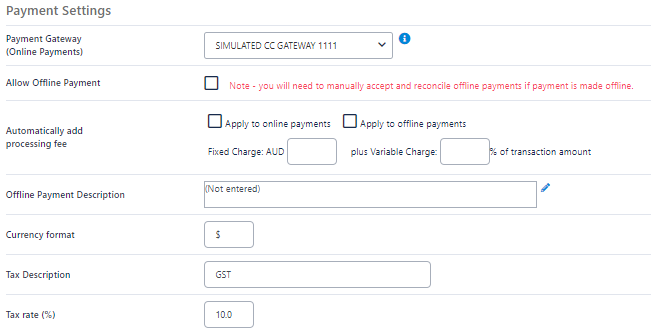 Payment Settings
Payment Gateway
(Online Payments)
SIMULATED CC GATEWAY 1111
Allow Offline Payment
Note - you will need to manually accept and reconcile offline payments if payment is made offline.
Automatically add
processing fee
Apply to online payments Apply to offline payments
Fixed Charge: AUD plus Variable Charge: % of transaction amount
Offline Payment Description
(Not entered)
Currency format
$
Tax Description
GST
Tax rate (%)
10.0